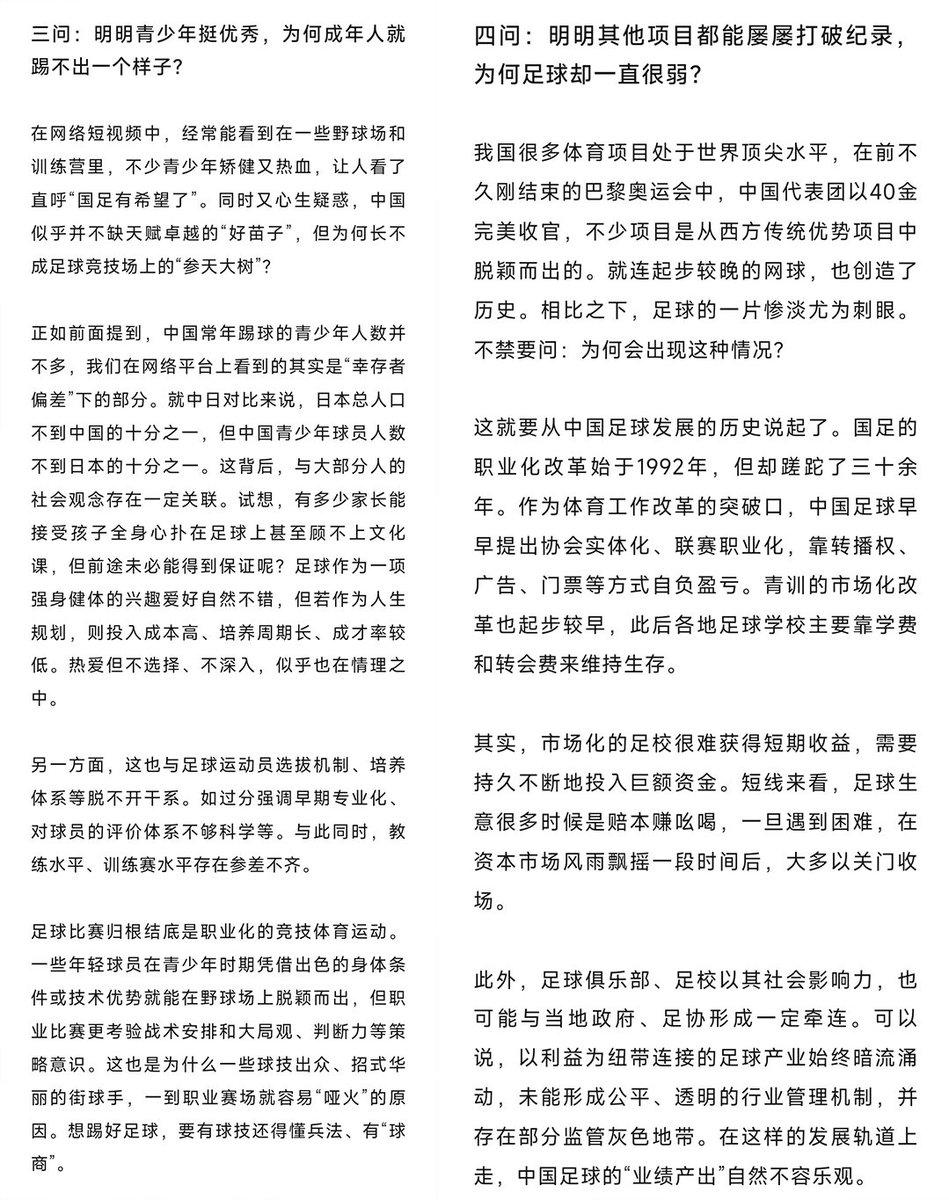 三问：明明青少年挺优秀，为何成年人就
踢不出一个样子？
在网络短视频中，经常能看到在一些野球场和
训练营里，不少青少年矫健又热血，让人看了
直呼“国足有希望了”。同时又心生疑惑，中国
似乎并不缺天赋卓越的“好苗子”，但为何长不
成足球竞技场上的“参天大树”？
正如前面提到，中国常年踢球的青少年人数并
不多，我们在网络平台上看到的其实是“幸存者
偏差”下的部分。就中日对比来说，日本总人口
不到中国的十分之一，但中国青少年球员人数
不到日本的十分之一。这背后，与大部分人的
社会观念存在一定关联。试想，有多少家长能
接受孩子全身心扑在足球上甚至顾不上文化
课，但前途未必能得到保证呢？足球作为一项
强身健体的兴趣爱好自然不错，但若作为人生
规划，则投入成本高、培养周期长、成才率较
低。热爱但不选择、不深入，似乎也在情理之
中。
另一方面，这也与足球运动员选拔机制、培养
体系等脱不开干系。如过分强调早期专业化、
对球员的评价体系不够科学等。与此同时，教
练水平、训练赛水平存在参差不齐。
足球比赛归根结底是职业化的竞技体育运动。
一些年轻球员在青少年时期凭借出色的身体条
件或技术优势就能在野球场上脱颖而出，但职
业比赛更考验战术安排和大局观、判断力等策
略意识。这也是为什么一些球技出众、招式华
丽的街球手，一到职业赛场就容易“哑火”的原
因。想踢好足球，要有球技还得懂兵法、有“球
商”。
四问：明明其他项目都能屡屡打破纪录，
为何足球却一直很弱？
我国很多体育项目处于世界顶尖水平，在前不
久刚结束的巴黎奥运会中，中国代表团以40金
完美收官，不少项目是从西方传统优势项目中
脱颖而出的。就连起步较晚的网球，也创造了
历史。相比之下，足球的一片惨淡尤为刺眼。
不禁要问：为何会出现这种情况？
这就要从中国足球发展的历史说起了。国足的
职业化改革始于1992年，但却蹉跎了三十余
年。作为体育工作改革的突破口，中国足球早
早提出协会实体化、联赛职业化，靠转播权、
广告、门票等方式自负盈亏。青训的市场化改
革也起步较早，此后各地足球学校主要靠学费
和转会费来维持生存。
其实，市场化的足校很难获得短期收益，需要
持久不断地投入巨额资金。短线来看，足球生
意很多时候是赔本赚吆喝，一旦遇到困难，在
资本市场风雨飘摇一段时间后，大多以关门收
场。
此外，足球俱乐部、足校以其社会影响力，也
可能与当地政府、足协形成一定牵连。可以
说，以利益为纽带连接的足球产业始终暗流涌
动，未能形成公平、透明的行业管理机制，并
存在部分监管灰色地带。在这样的发展轨道上
走，中国足球的“业绩产出”自然不容乐观。